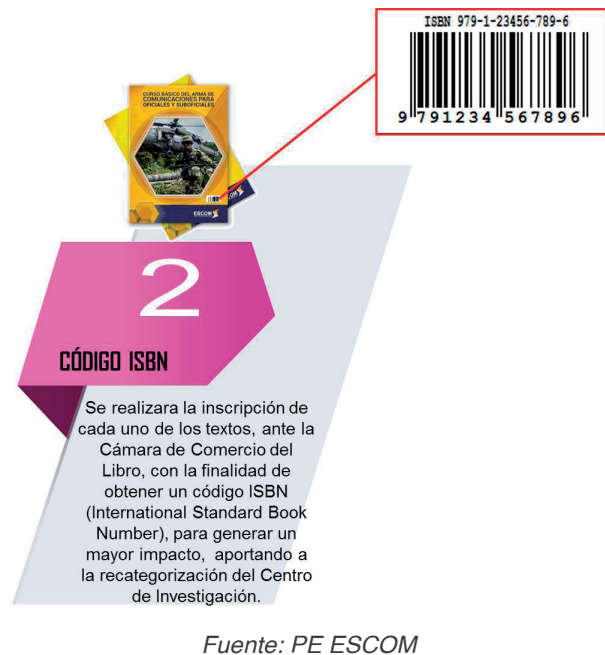 ISBN 979-1-23456-789-6
9 791234 567896
CURSO BÁSICO DEL ARMA DE
COMUNICACIONES PARA
OFICIALES Y SUBOFICIALES
ESCOM
2
CÓDIGO ISBN
Se realizara la inscripción de
cada uno de los textos, ante la
Cámara de Comercio del
Libro, con la finalidad de
obtener un código ISBN
(International Standard Book
Number), para generar un
mayor impacto, aportando a
la recategorización del Centro
de Investigación.
Fuente: PE ESCOM